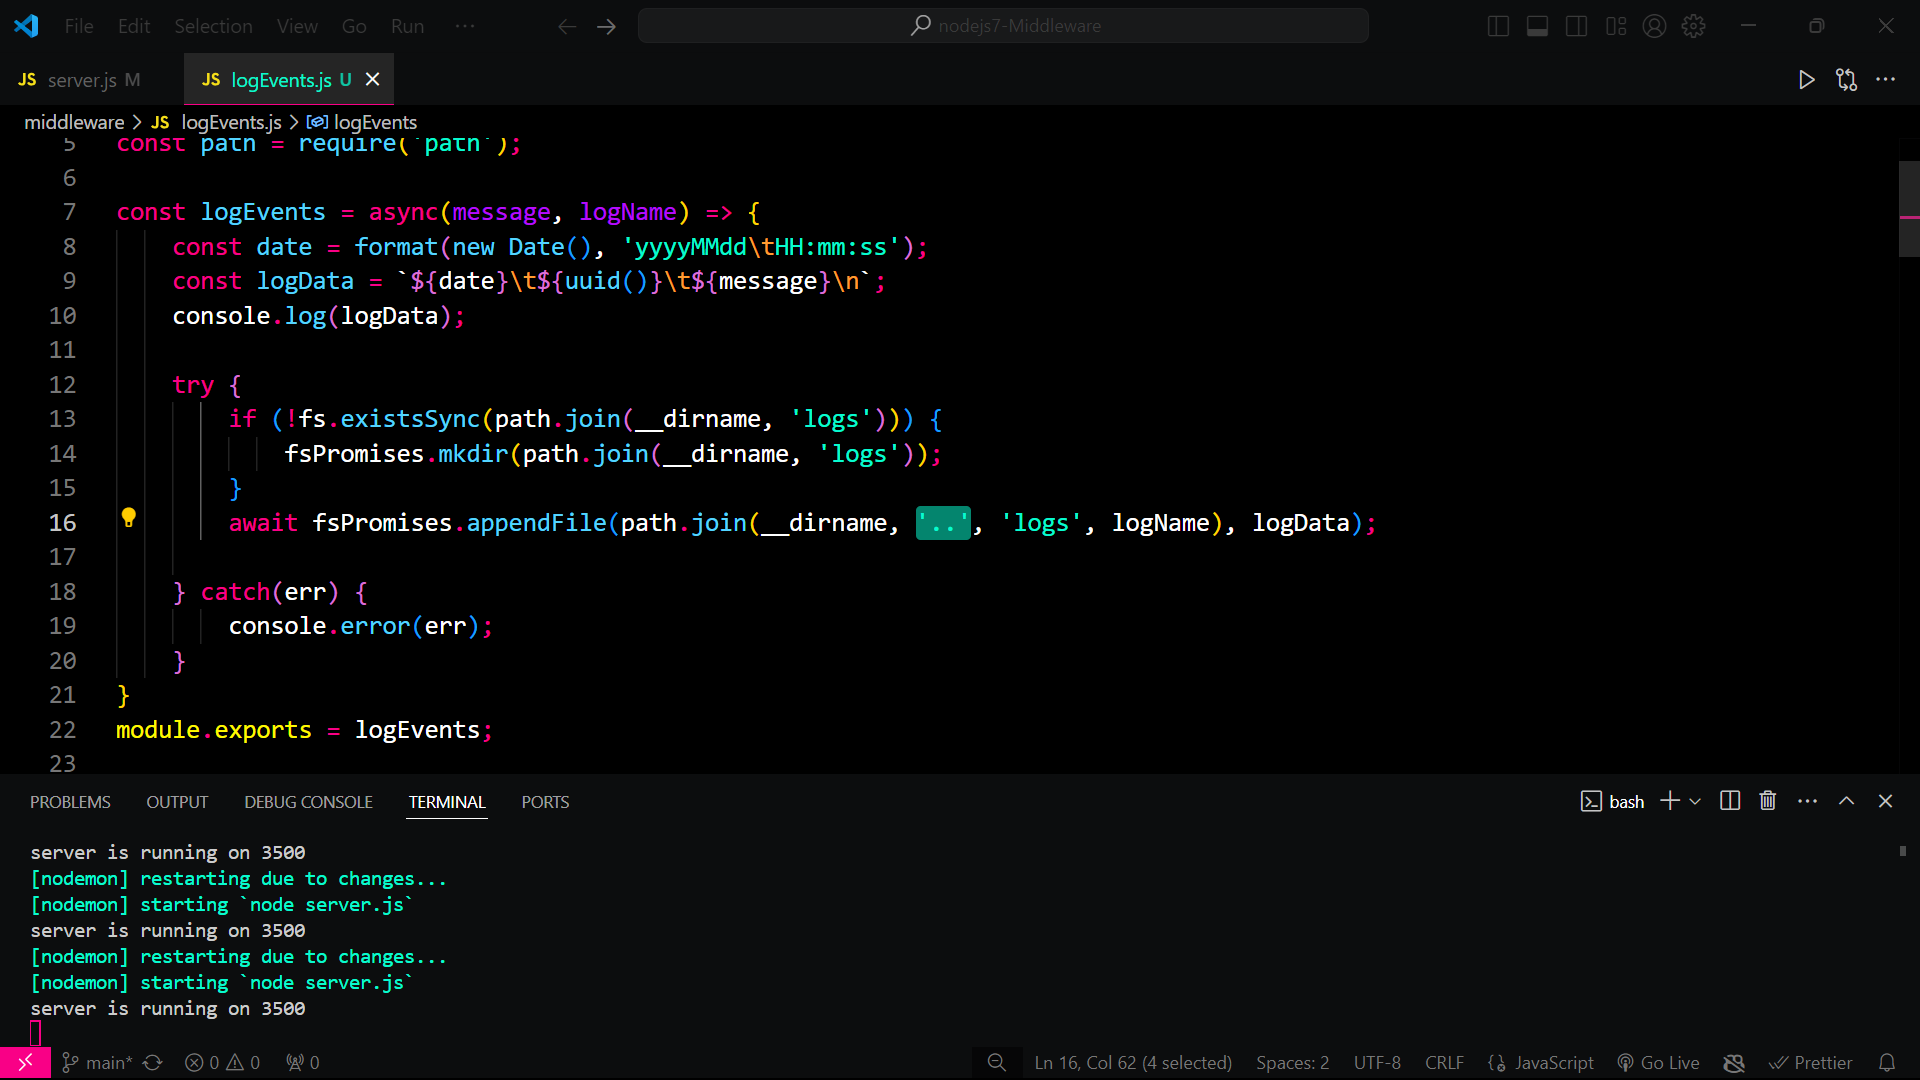 File Edit Selection View Go Run ... nodejs7-Middleware
JS server.js M JS logEvents.js U
middleware > JS logEvents.js > logEvents
5 const path = require('path');
6
7 const logEvents = async(message, logName) => {
8 const date = format(new Date(), 'yyyyMMdd\tHH:mm:ss');
9 const logData = `${date}\t${uuid()}\t${message}\n`;
10 console.log(logData);
11
12 try {
13 if (!fs.existsSync(path.join(__dirname, 'logs'))) {
14 fsPromises.mkdir(path.join(__dirname, 'logs'));
15 }
16 await fsPromises.appendFile(path.join(__dirname, '..', 'logs', logName), logData);
17
18 } catch(err) {
19 console.error(err);
20 }
21 }
22 module.exports = logEvents;
23
PROBLEMS OUTPUT DEBUG CONSOLE TERMINAL PORTS bash
server is running on 3500
[nodemon] restarting due to changes...
[nodemon] starting `node server.js`
server is running on 3500
[nodemon] restarting due to changes...
[nodemon] starting `node server.js`
server is running on 3500
main* 0 0 0 Ln 16, Col 62 (4 selected) Spaces: 2 UTF-8 CRLF {} JavaScript Go Live Prettier